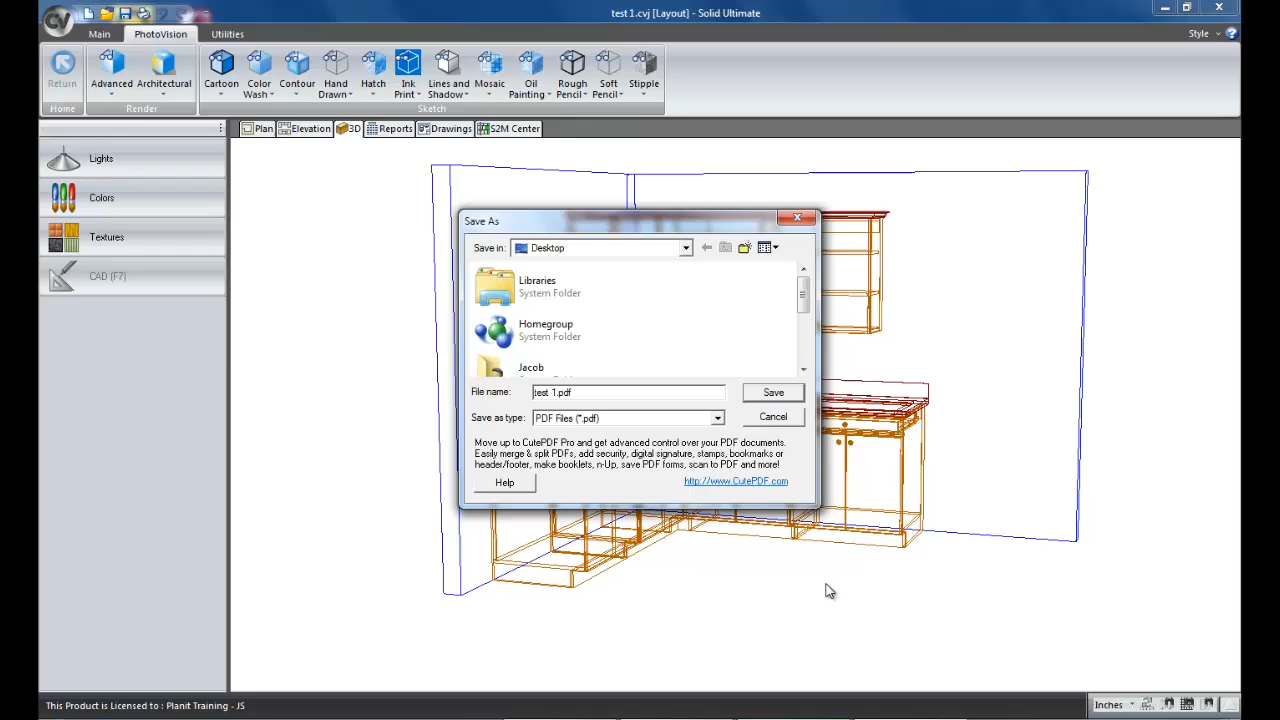 test 1.cvj [Layout] - Solid Ultimate
CV
Main PhotoVision Utilities Style
Return Advanced Architectural Cartoon Color Wash Contour Hand Drawn Hatch Ink Print Lines and Shadow Mosaic Oil Painting Rough Pencil Soft Pencil Stipple
Home Render Sketch
Plan Elevation 3D Reports Drawings S2M Center
Lights
Colors
Textures
CAD (F7)
Save As
Save in: Desktop
Libraries
System Folder
Homegroup
System Folder
Jacob
File name: test 1.pdf Save
Save as type: PDF Files (*.pdf) Cancel
Move up to CutePDF Pro and get advanced control over your PDF documents.
Easily merge & split PDFs, add security, digital signature, stamps, bookmarks or
header/footer, make booklets, n-Up, save PDF forms, scan to PDF and more!
Help http://www.CutePDF.com
This Product is Licensed to : Planit Training - JS Inches